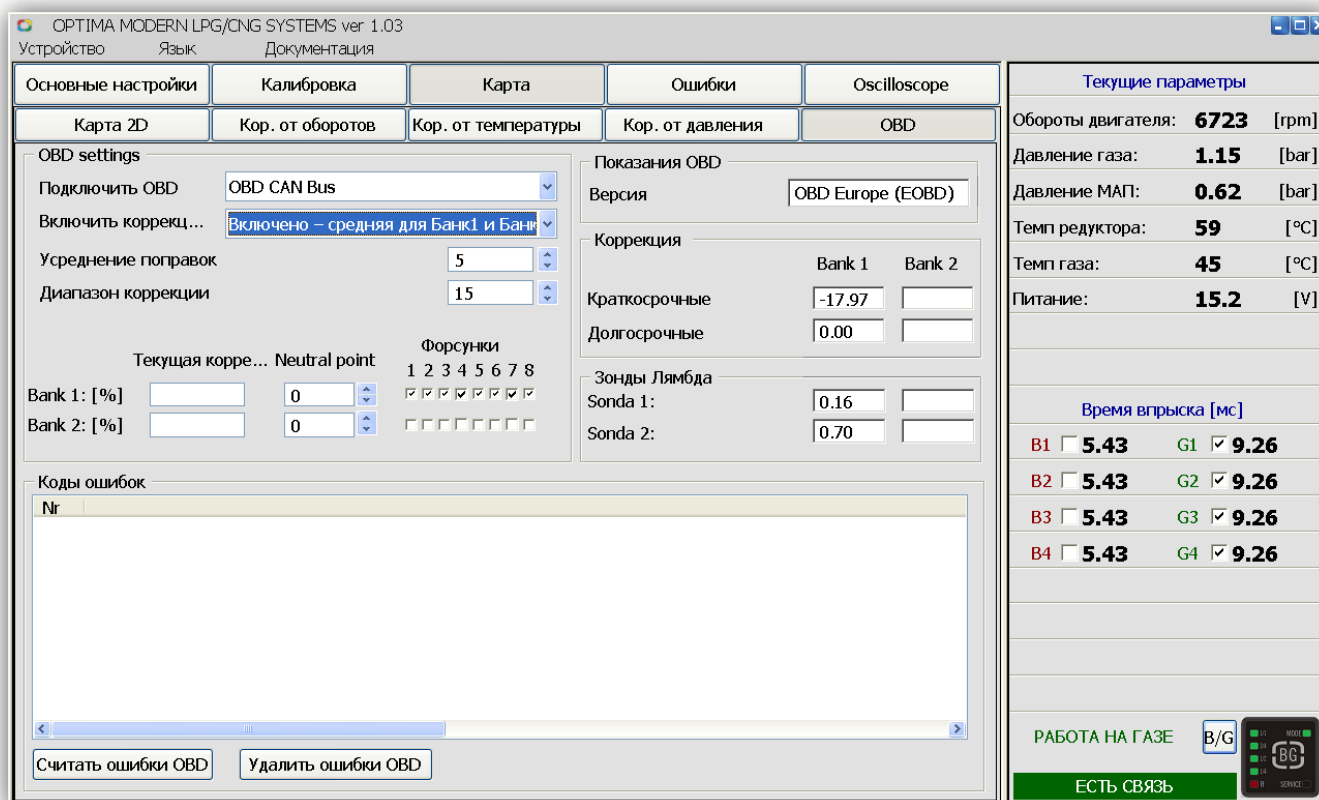 OPTIMA MODERN LPG/CNG SYSTEMS ver 1.03
Устройство Язык Документация
Основные настройки Калибровка Карта Ошибки Oscilloscope
Карта 2D Кор. от оборотов Кор. от температуры Кор. от давления OBD
OBD settings
Подключить OBD OBD CAN Bus
Включить коррекц... Включено – средняя для Банк1 и Банк
Усреднение поправок 5
Диапазон коррекции 15
Форсунки
Текущая корре... Neutral point 1 2 3 4 5 6 7 8
Bank 1: [%] 0
Bank 2: [%] 0
Показания OBD
Версия OBD Europe (EOBD)
Коррекция
Bank 1 Bank 2
Краткосрочные -17.97
Долгосрочные 0.00
Зонды Лямбда
Sonda 1: 0.16
Sonda 2: 0.70
Коды ошибок
Nr
Считать ошибки OBD Удалить ошибки OBD
Текущие параметры
Обороты двигателя: 6723 [rpm]
Давление газа: 1.15 [bar]
Давление МАП: 0.62 [bar]
Темп редуктора: 59 [°C]
Темп газа: 45 [°C]
Питание: 15.2 [V]
Время впрыска [мс]
B1 5.43 G1 9.26
B2 5.43 G2 9.26
B3 5.43 G3 9.26
B4 5.43 G4 9.26
РАБОТА НА ГАЗЕ B/G
MODE
BG
R SERVICE
ЕСТЬ СВЯЗЬ